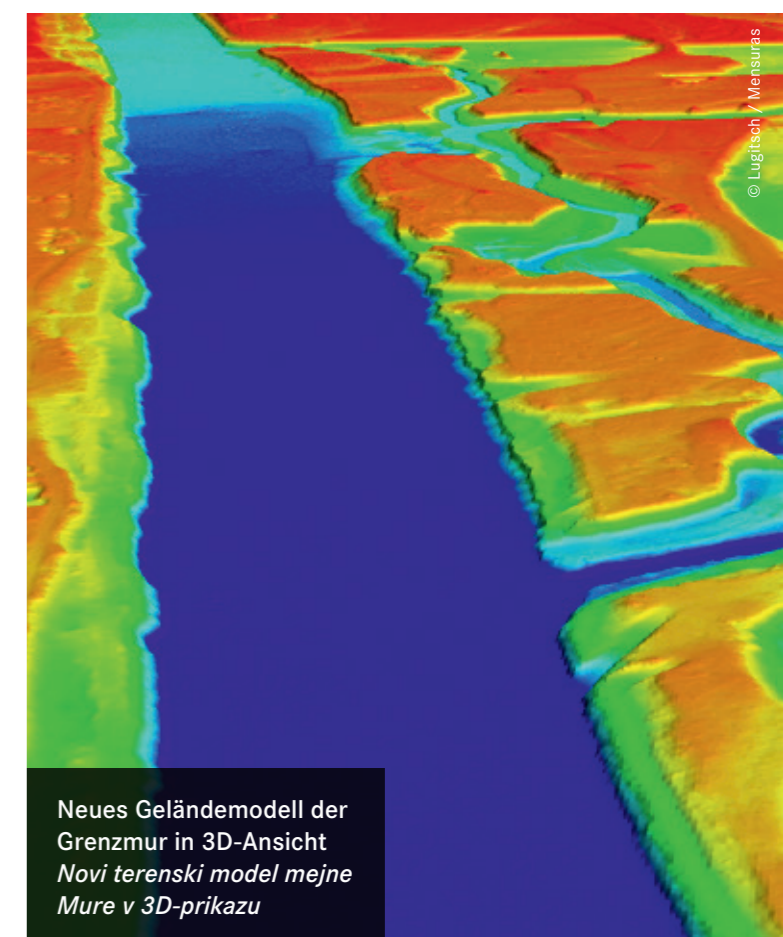 © Lugitsch / Mensuras
Neues Geländemodell der
Grenzmur in 3D-Ansicht
Novi terenski model mejne
Mure v 3D-prikazu